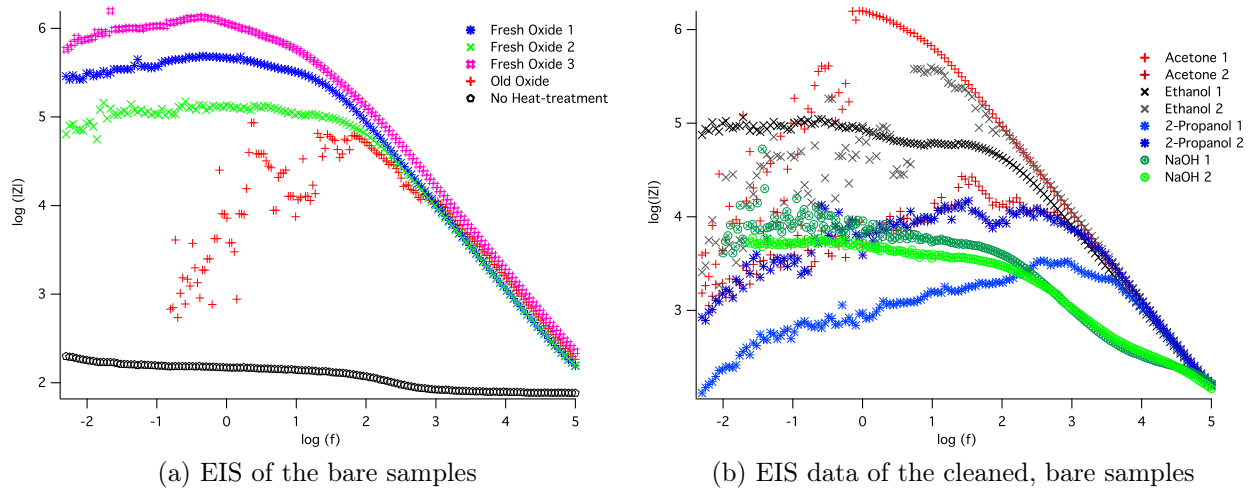 6
5
4
3
2
log (|Z|)
-2 -1 0 1 2 3 4 5
log (f)
Fresh Oxide 1
Fresh Oxide 2
Fresh Oxide 3
Old Oxide
No Heat-treatment
(a) EIS of the bare samples
6
5
4
3
log(|Z|)
-2 -1 0 1 2 3 4 5
log (f)
Acetone 1
Acetone 2
Ethanol 1
Ethanol 2
2-Propanol 1
2-Propanol 2
NaOH 1
NaOH 2
(b) EIS data of the cleaned, bare samples